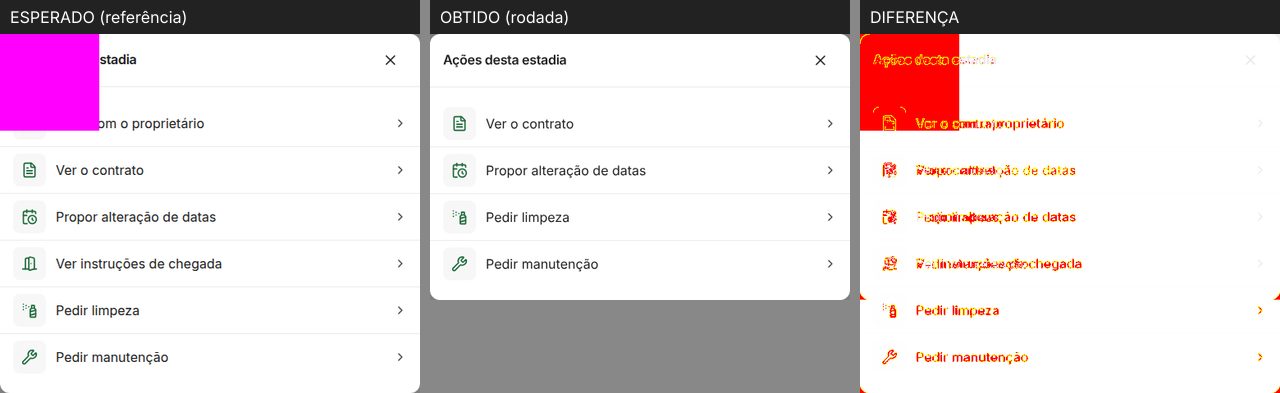 ESPERADO (referência)
OBTIDO (rodada)
DIFERENÇA
stadia
om o proprietário
Ver o contrato
Propor alteração de datas
Ver instruções de chegada
Pedir limpeza
Pedir manutenção
Ações desta estadia
Ver o contrato
Propor alteração de datas
Pedir limpeza
Pedir manutenção
Pedir limpeza
Pedir manutenção